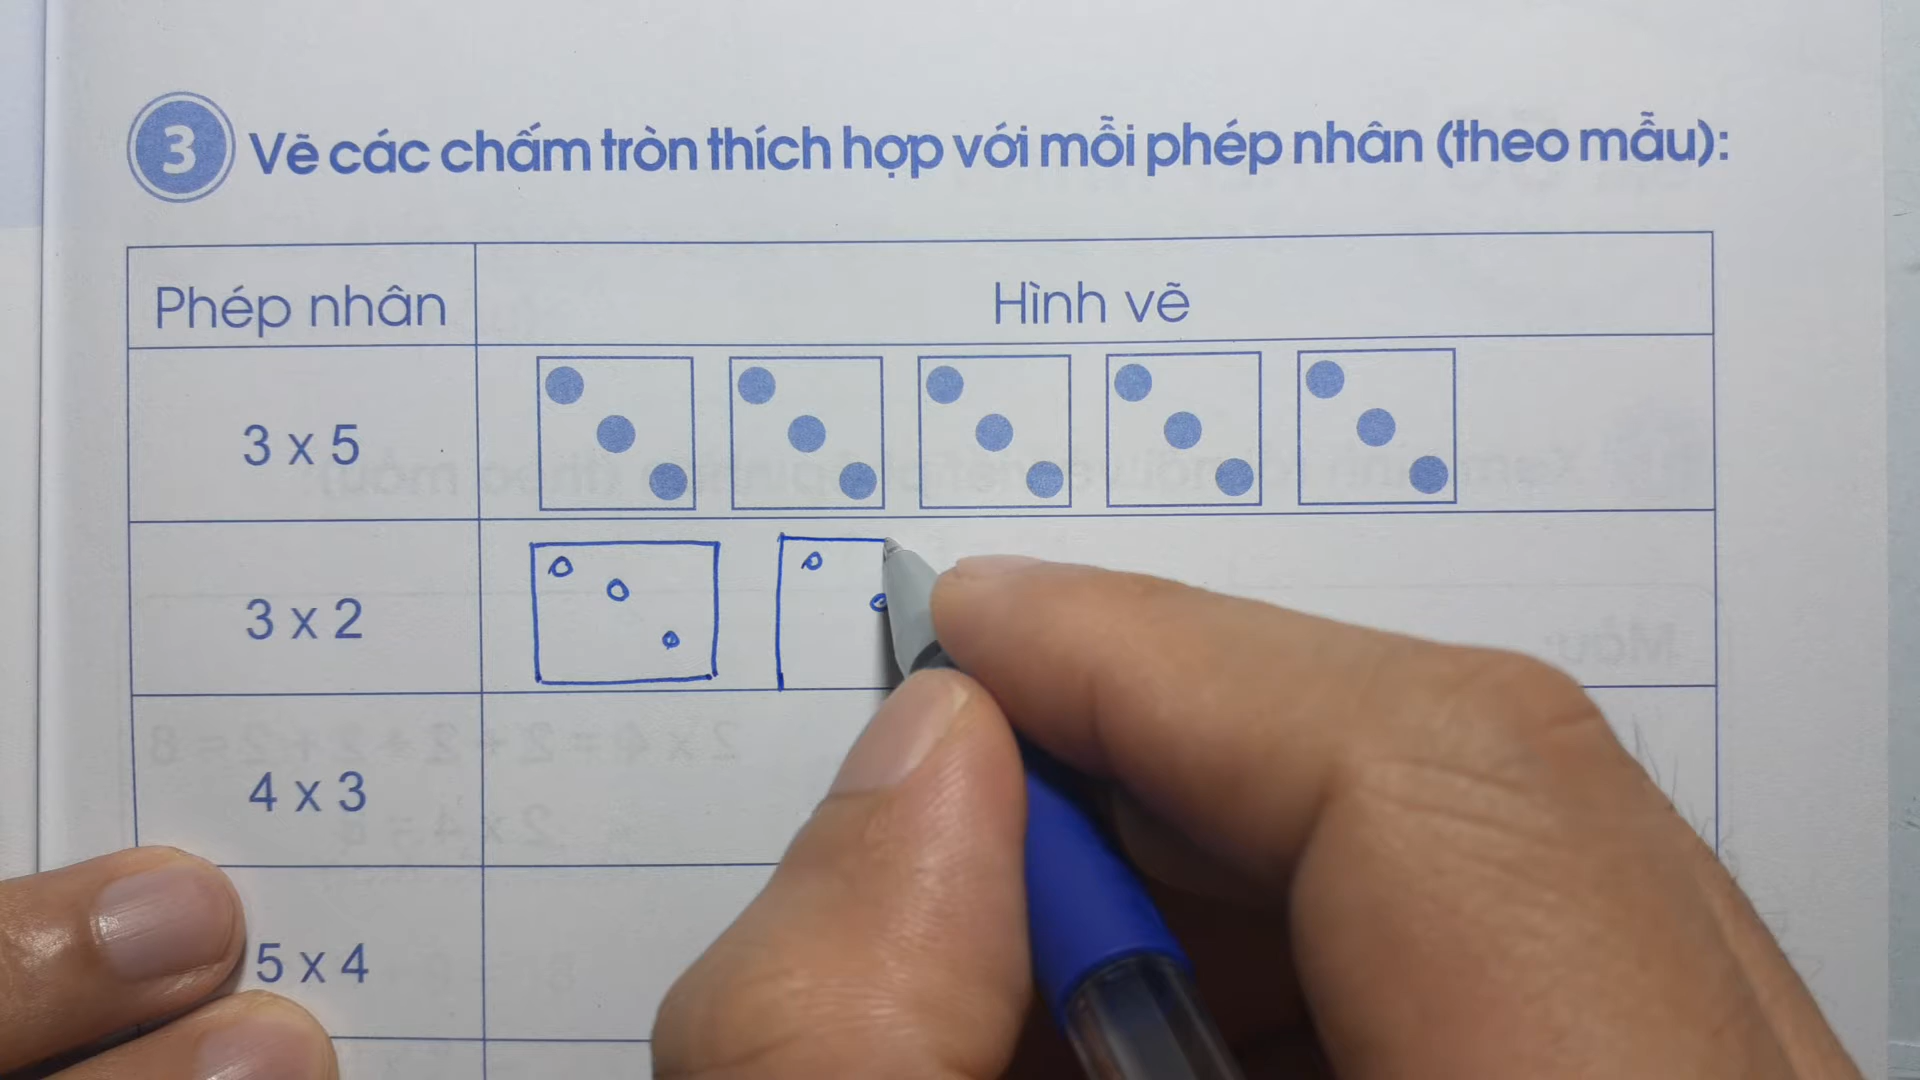 3 Vẽ các chấm tròn thích hợp với mỗi phép nhân (theo mẫu):
Phép nhân Hình vẽ
3 x 5
3 x 2
4 x 3
5 x 4